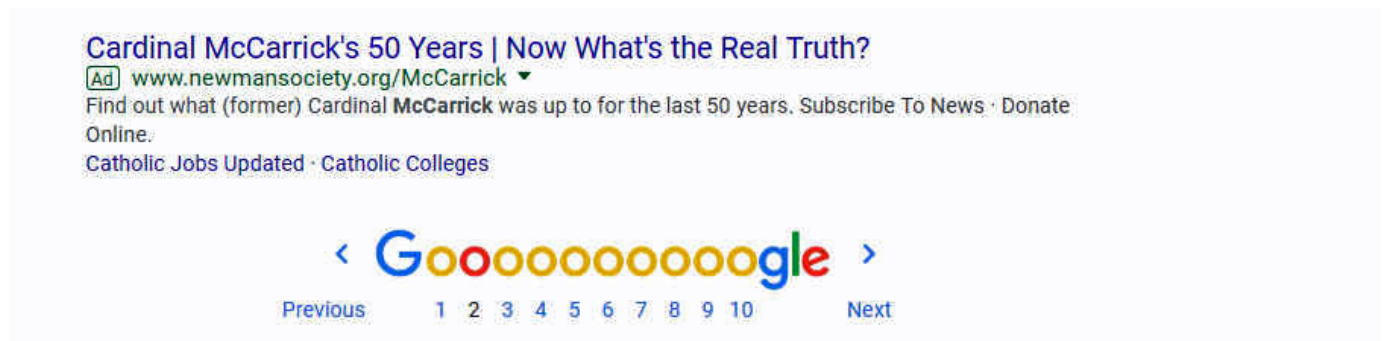 Cardinal McCarrick's 50 Years | Now What's the Real Truth?
Ad www.newmansociety.org/McCarrick
Find out what (former) Cardinal McCarrick was up to for the last 50 years. Subscribe To News · Donate
Online.
Catholic Jobs Updated · Catholic Colleges
< Goooooooooogle >
Previous 1 2 3 4 5 6 7 8 9 10 Next